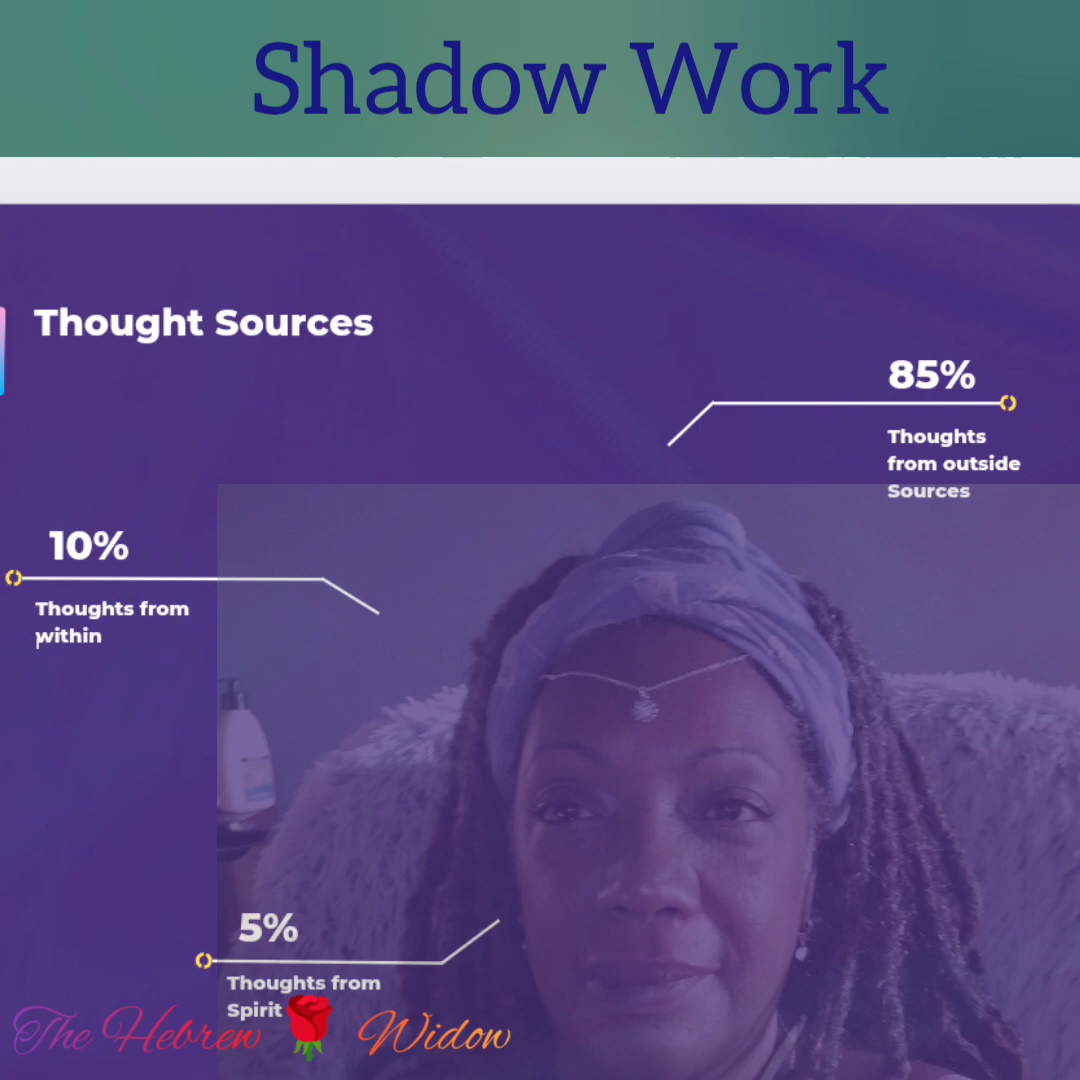 Shadow Work
Thought Sources
85%
Thoughts
from outside
Sources
10%
Thoughts from
within
5%
Thoughts from
Spirit
The Hebrew Widow